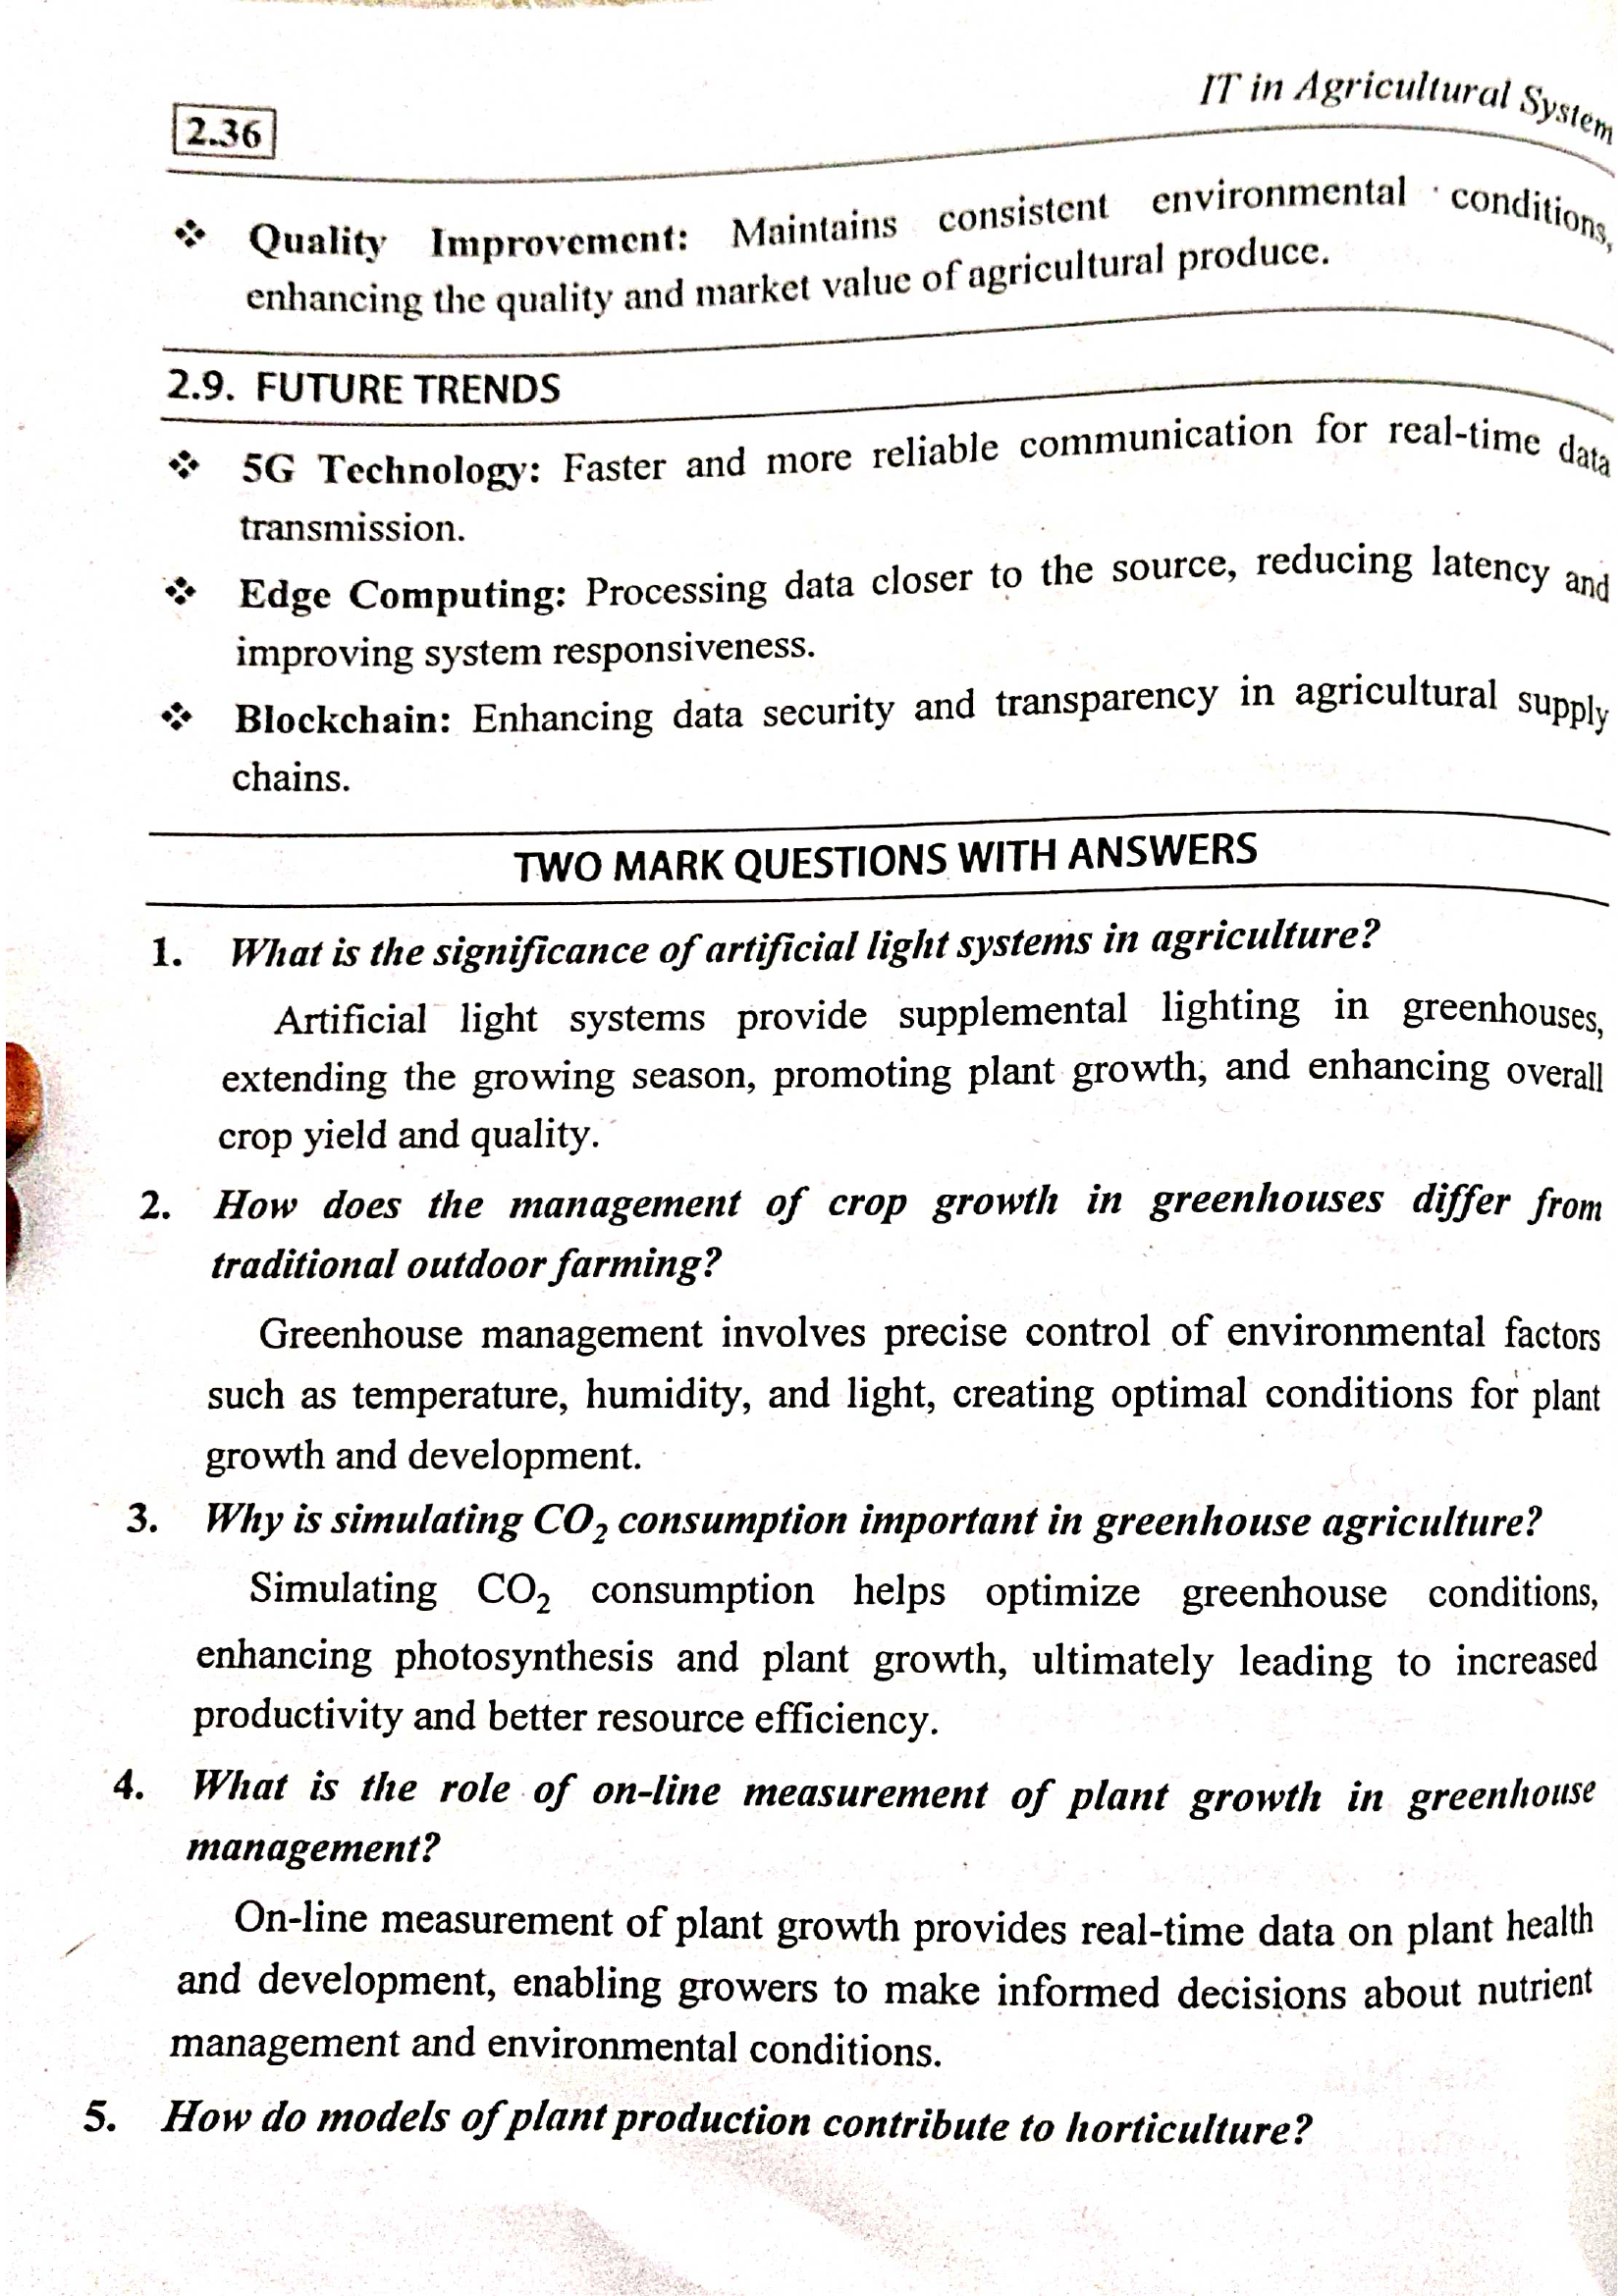 IT in Agricultural System
2.36
❖ Quality Improvement: Maintains consistent environmental conditions,
enhancing the quality and market value of agricultural produce.
2.9. FUTURE TRENDS
❖ 5G Technology: Faster and more reliable communication for real-time data
transmission.
❖ Edge Computing: Processing data closer to the source, reducing latency and
improving system responsiveness.
❖ Blockchain: Enhancing data security and transparency in agricultural supply
chains.
TWO MARK QUESTIONS WITH ANSWERS
1. What is the significance of artificial light systems in agriculture?
Artificial light systems provide supplemental lighting in greenhouses,
extending the growing season, promoting plant growth, and enhancing overall
crop yield and quality.
2. How does the management of crop growth in greenhouses differ from
traditional outdoor farming?
Greenhouse management involves precise control of environmental factors
such as temperature, humidity, and light, creating optimal conditions for plant
growth and development.
3. Why is simulating CO₂ consumption important in greenhouse agriculture?
Simulating CO₂ consumption helps optimize greenhouse conditions,
enhancing photosynthesis and plant growth, ultimately leading to increased
productivity and better resource efficiency.
4. What is the role of on-line measurement of plant growth in greenhouse
management?
On-line measurement of plant growth provides real-time data on plant health
and development, enabling growers to make informed decisions about nutrient
management and environmental conditions.
5. How do models of plant production contribute to horticulture?